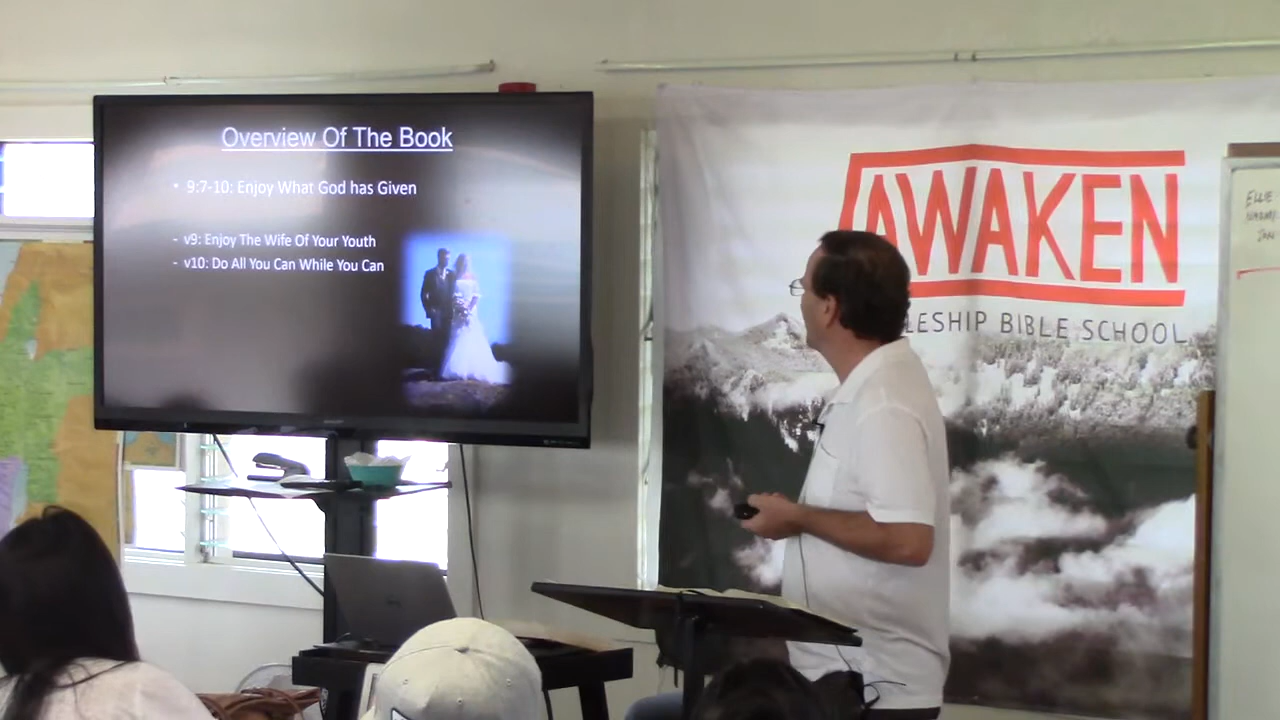 Overview Of The Book
• 9:7-10: Enjoy What God has Given
- v9: Enjoy The Wife Of Your Youth
- v10: Do All You Can While You Can
AWAKEN
LESHIP BIBLE SCHOOL
ELLIE